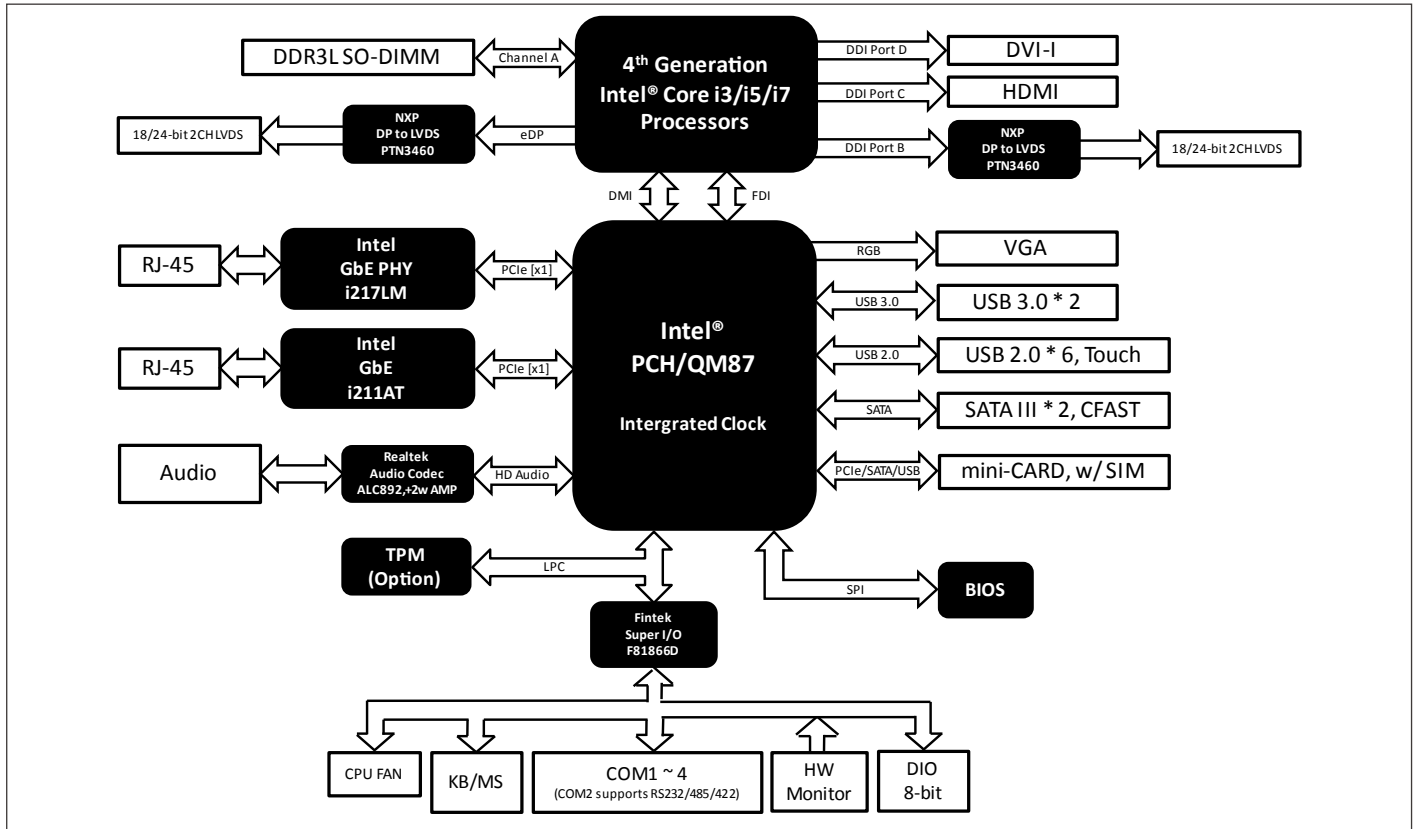 DDR3L SO-DIMM
Channel A
4th Generation
Intel® Core i3/i5/i7
Processors
DDI Port D
DVI-I
DDI Port C
HDMI
18/24-bit 2CH LVDS
NXP
DP to LVDS
PTN3460
eDP
DDI Port B
NXP
DP to LVDS
PTN3460
18/24-bit 2CH LVDS
DMI
FDI
RJ-45
Intel
GbE PHY
i217LM
PCIe [x1]
RJ-45
Intel
GbE
i211AT
PCIe [x1]
Audio
Realtek
Audio Codec
ALC892,+2w AMP
HD Audio
Intel®
PCH/QM87
Intergrated Clock
RGB
VGA
USB 3.0
USB 3.0 * 2
USB 2.0
USB 2.0 * 6, Touch
SATA
SATA III * 2, CFAST
PCIe/SATA/USB
mini-CARD, w/ SIM
TPM
(Option)
LPC
SPI
BIOS
Fintek
Super I/O
F81866D
CPU FAN
KB/MS
COM1 ~ 4
(COM2 supports RS232/485/422)
HW
Monitor
DIO
8-bit